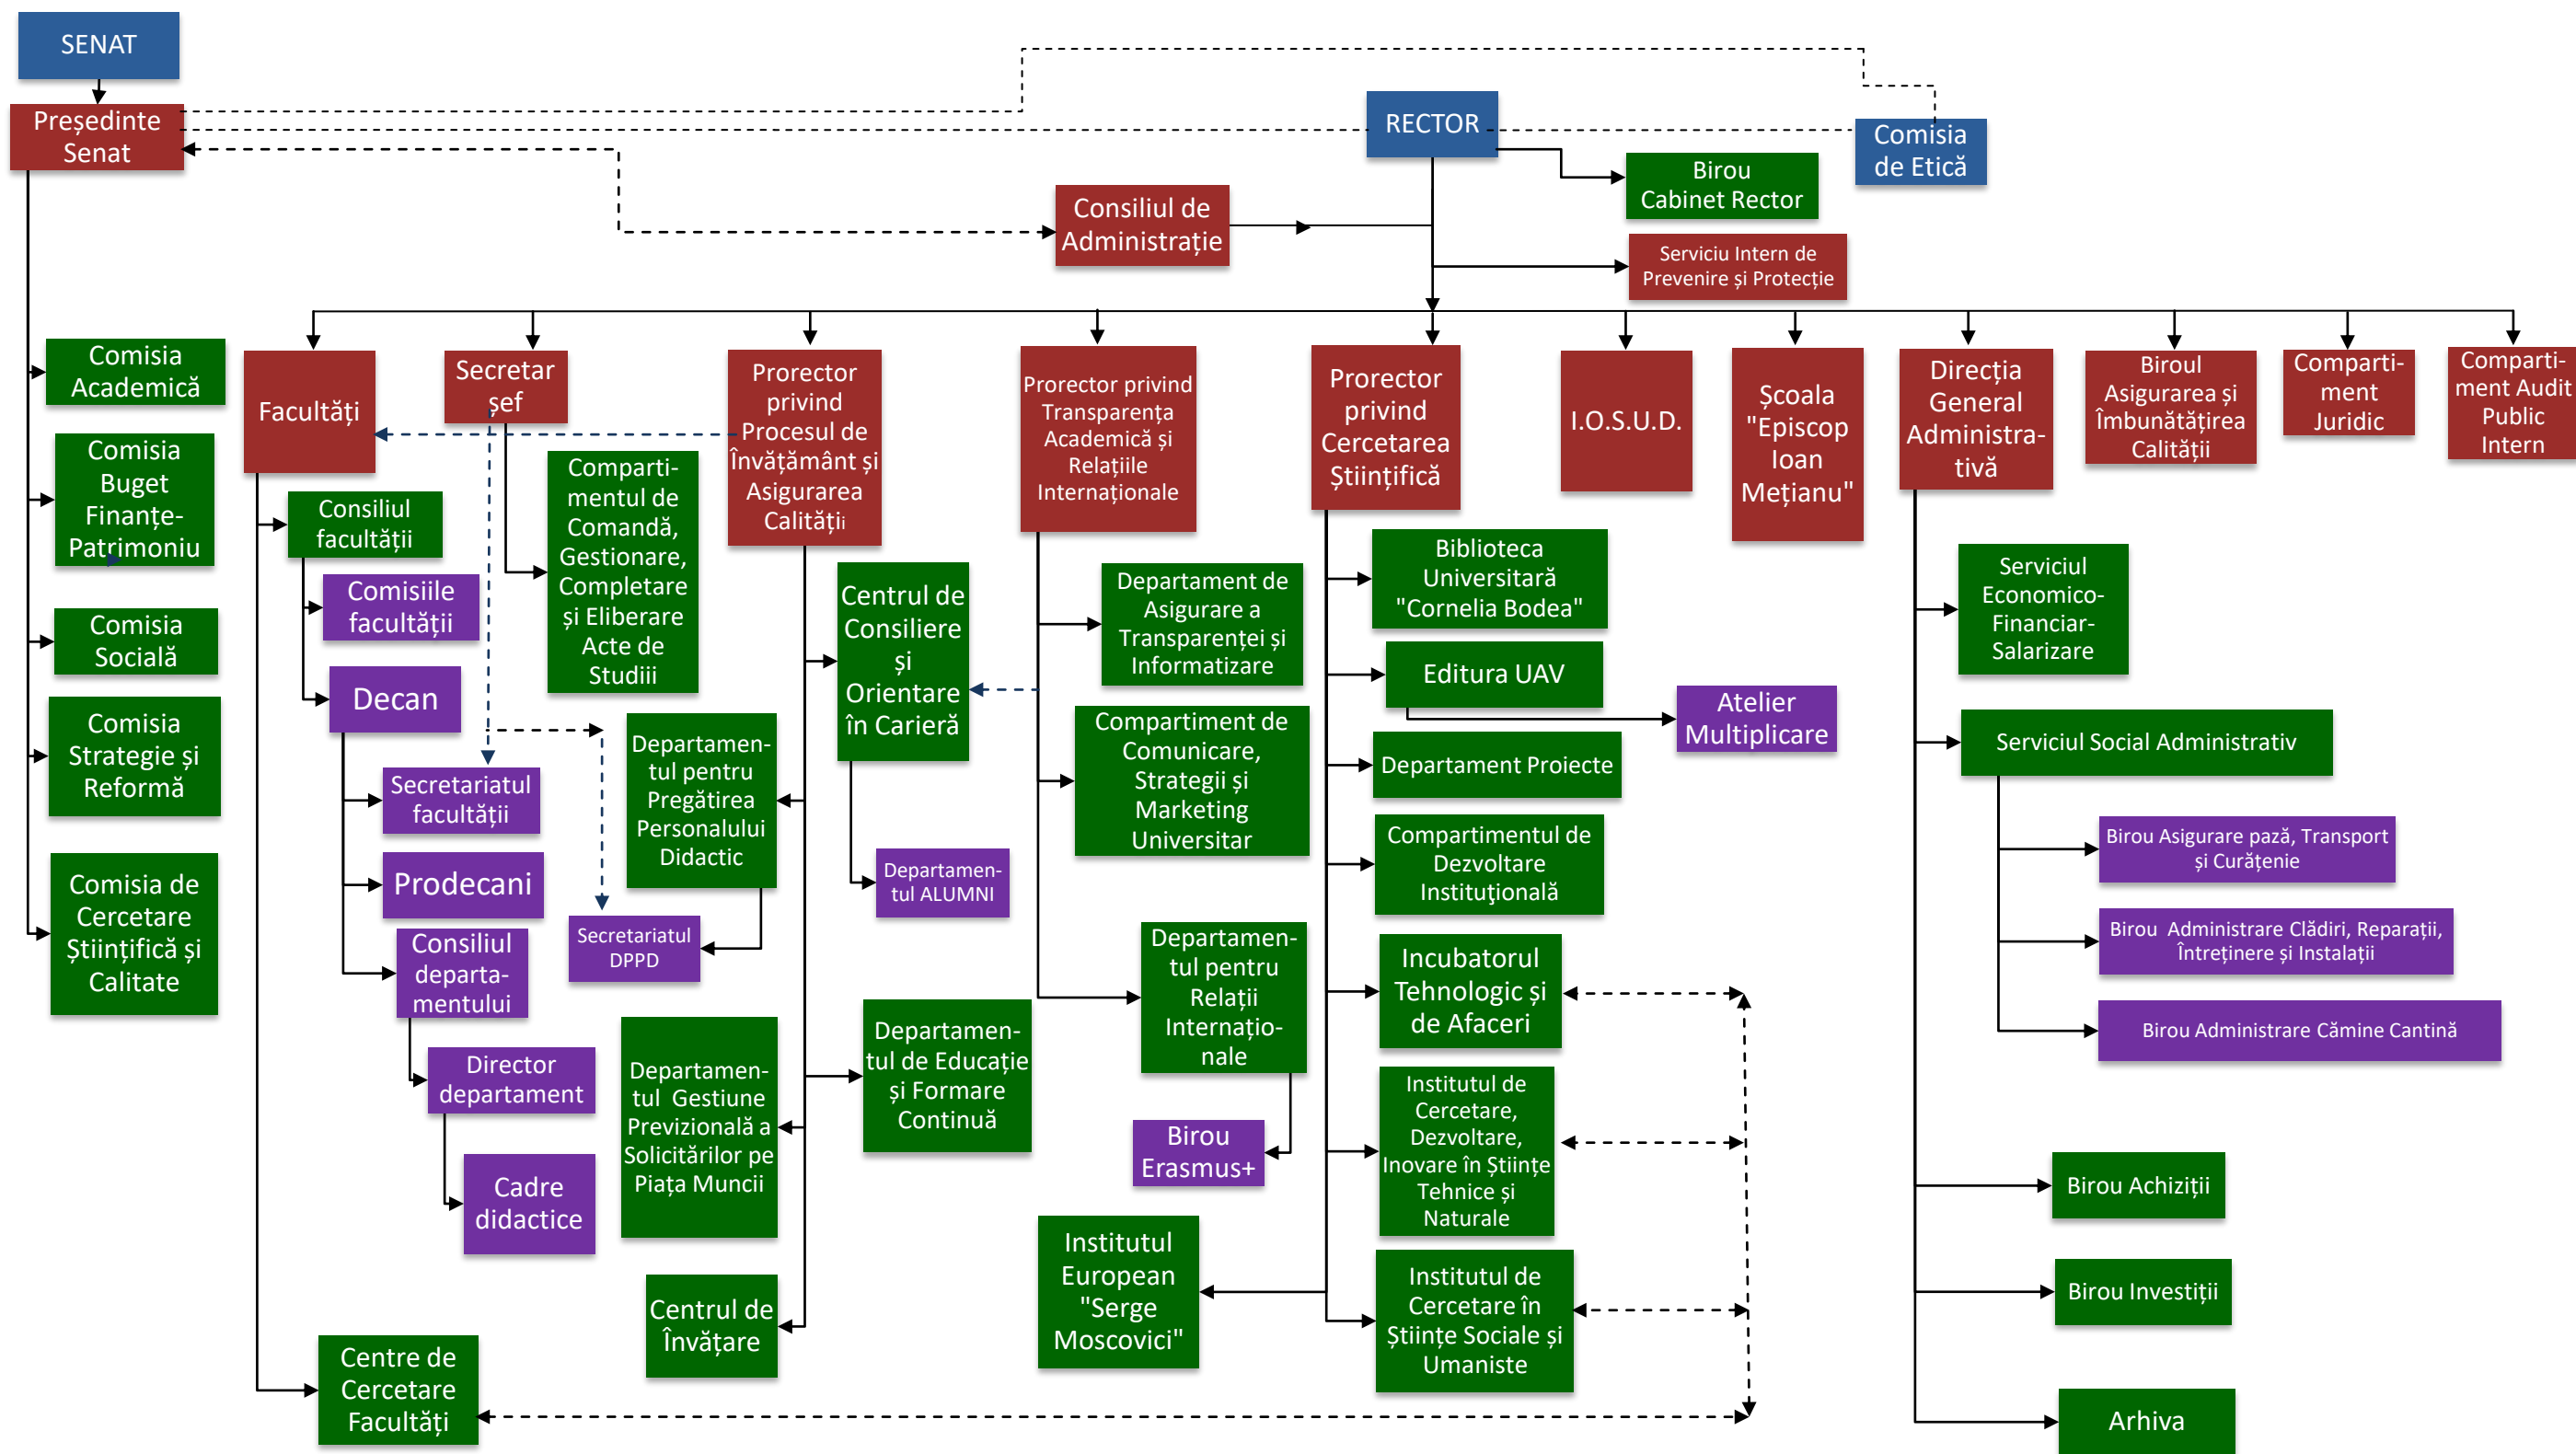 SENAT
Președinte
Senat
RECTOR
Comisia
de Etică
Birou
Cabinet Rector
Consiliul de
Administrație
Serviciu Intern de
Prevenire și Protecție
Comisia
Academică
Comisia
Buget
Finanțe-
Patrimoniu
Comisia
Socială
Comisia
Strategie și
Reformă
Comisia de
Cercetare
Științifică și
Calitate
Facultăți
Consiliul
facultății
Comisiile
facultății
Decan
Secretariatul
facultății
Prodecani
Consiliul
departa-
mentului
Director
departament
Cadre
didactice
Centre de
Cercetare
Facultăți
Secretar
șef
Comparti-
mentul de
Comandă,
Gestionare,
Completare
și Eliberare
Acte de
Studiii
Prorector
privind
Procesul de
Învățământ și
Asigurarea
Calitățiі
Centrul de
Consiliere
și
Orientare
în Carieră
Departamen-
tul ALUMNI
Departamen-
tul pentru
Pregătirea
Personalului
Didactic
Secretariatul
DPPD
Departamen-
tul de Educație
și Formare
Continuă
Departamen-
tul Gestiune
Previzională a
Solicitărilor pe
Piața Muncii
Centrul de
Învățare
Prorector privind
Transparența
Academică și
Relațiile
Internaționale
Departament de
Asigurare a
Transparenței și
Informatizare
Compartiment de
Comunicare,
Strategii și
Marketing
Universitar
Departamen-
tul pentru
Relații
Internațio-
nale
Birou
Erasmus+
Prorector
privind
Cercetarea
Științifică
Biblioteca
Universitară
"Cornelia Bodea"
Editura UAV
Atelier
Multiplicare
Departament Proiecte
Compartimentul de
Dezvoltare
Instituţională
Incubatorul
Tehnologic și
de Afaceri
Institutul de
Cercetare,
Dezvoltare,
Inovare în Științe
Tehnice și
Naturale
Institutul
European
"Serge
Moscovici"
Institutul de
Cercetare în
Științe Sociale și
Umaniste
I.O.S.U.D.
Școala
"Episcop
Ioan
Mețianu"
Direcția
General
Administra-
tivă
Serviciul
Economico-
Financiar-
Salarizare
Serviciul Social Administrativ
Birou Asigurare pază, Transport
și Curățenie
Birou Administrare Clădiri, Reparații,
Întreținere și Instalații
Birou Administrare Cămine Cantină
Birou Achiziții
Birou Investiții
Arhiva
Biroul
Asigurarea și
Îmbunătățirea
Calității
Comparti-
ment
Juridic
Comparti-
ment Audit
Public
Intern